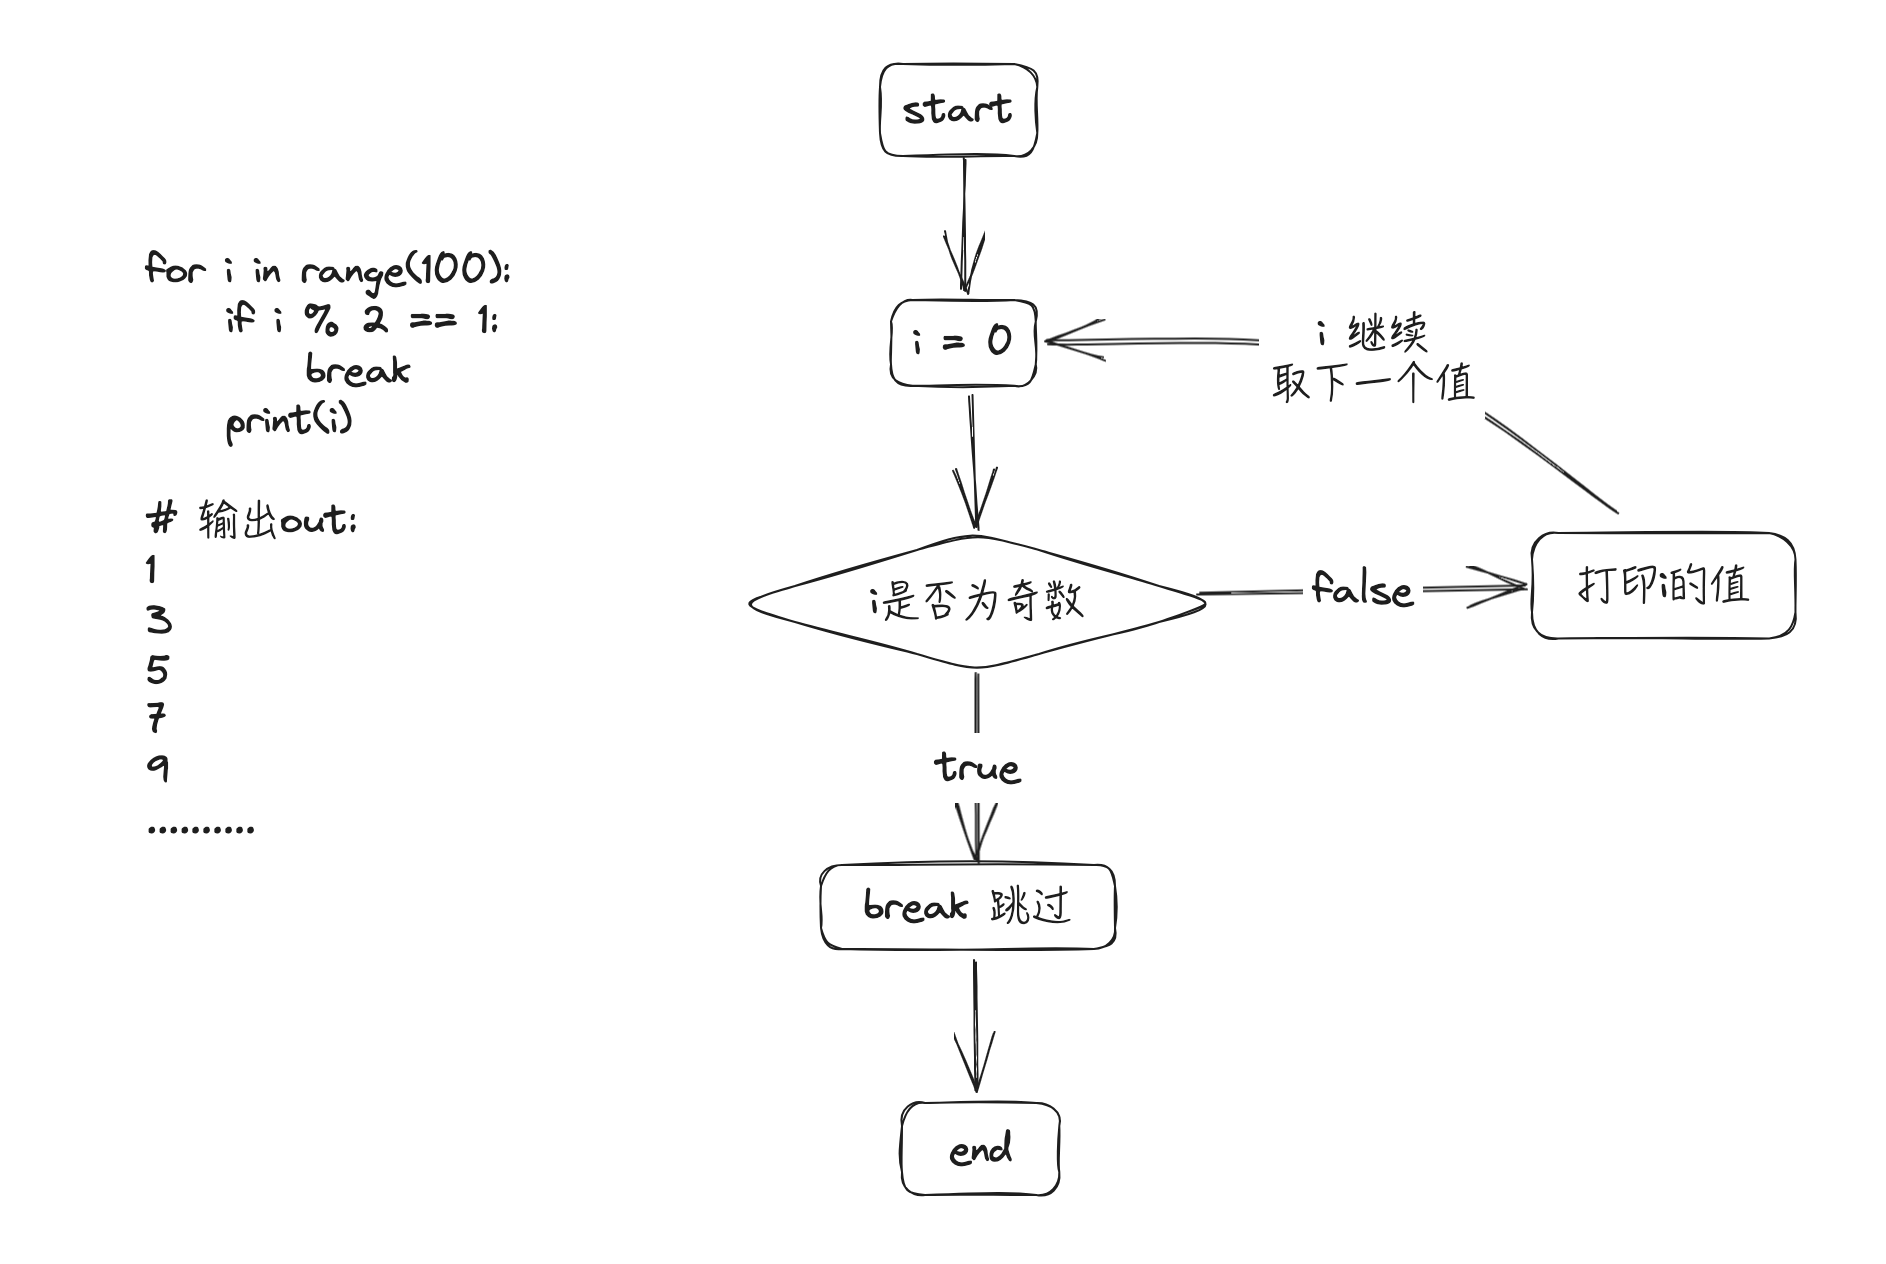 for i in range(100):
    if i % 2 == 1:
        break
    print(i)
# 输出out:
1
3
5
7
9
..........
start
i = 0
i 继续
取下一个值
i是否为奇数
false
打印i的值
true
break 跳过
end